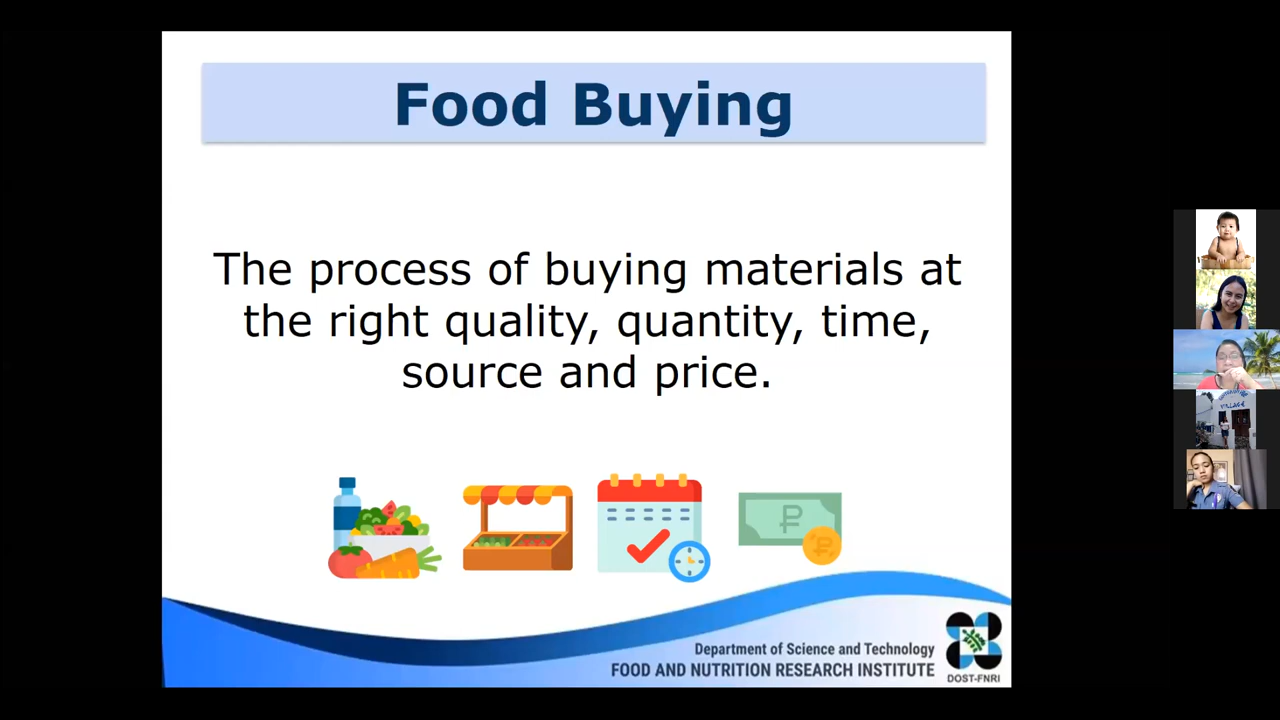 Food Buying
The process of buying materials at
the right quality, quantity, time,
source and price.
Department of Science and Technology
FOOD AND NUTRITION RESEARCH INSTITUTE
DOST-FNRI
VILLAGE